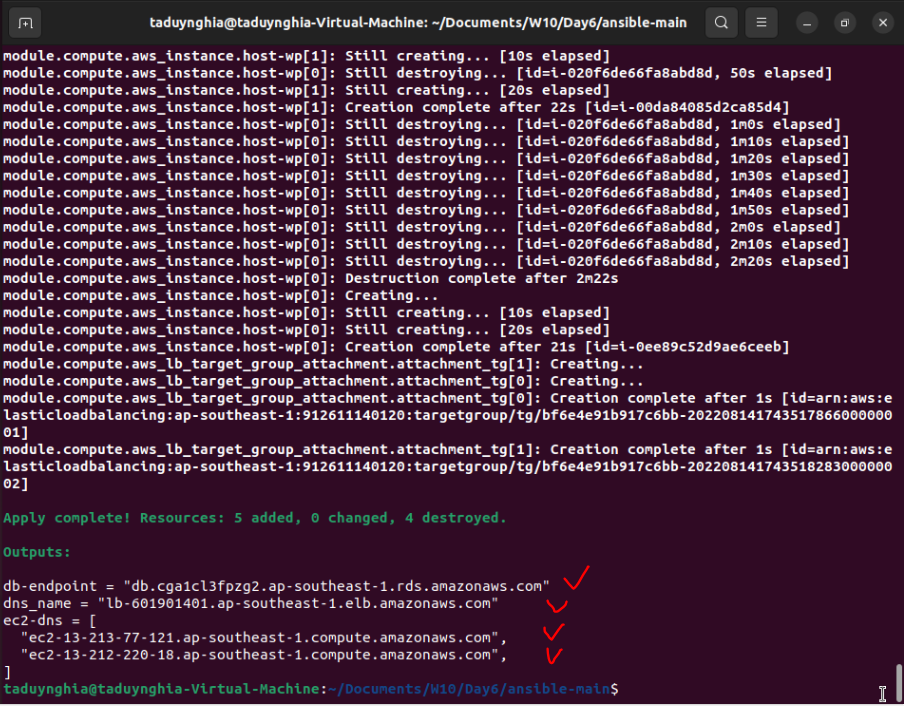 taduynghia@taduynghia-Virtual-Machine: ~/Documents/W10/Day6/ansible-main
module.compute.aws_instance.host-wp[1]: Still creating... [10s elapsed]
module.compute.aws_instance.host-wp[0]: Still destroying... [id=i-020f6de66fa8abd8d, 50s elapsed]
module.compute.aws_instance.host-wp[1]: Still creating... [20s elapsed]
module.compute.aws_instance.host-wp[1]: Creation complete after 22s [id=i-00da84085d2ca85d4]
module.compute.aws_instance.host-wp[0]: Still destroying... [id=i-020f6de66fa8abd8d, 1m0s elapsed]
module.compute.aws_instance.host-wp[0]: Still destroying... [id=i-020f6de66fa8abd8d, 1m10s elapsed]
module.compute.aws_instance.host-wp[0]: Still destroying... [id=i-020f6de66fa8abd8d, 1m20s elapsed]
module.compute.aws_instance.host-wp[0]: Still destroying... [id=i-020f6de66fa8abd8d, 1m30s elapsed]
module.compute.aws_instance.host-wp[0]: Still destroying... [id=i-020f6de66fa8abd8d, 1m40s elapsed]
module.compute.aws_instance.host-wp[0]: Still destroying... [id=i-020f6de66fa8abd8d, 1m50s elapsed]
module.compute.aws_instance.host-wp[0]: Still destroying... [id=i-020f6de66fa8abd8d, 2m0s elapsed]
module.compute.aws_instance.host-wp[0]: Still destroying... [id=i-020f6de66fa8abd8d, 2m10s elapsed]
module.compute.aws_instance.host-wp[0]: Still destroying... [id=i-020f6de66fa8abd8d, 2m20s elapsed]
module.compute.aws_instance.host-wp[0]: Destruction complete after 2m22s
module.compute.aws_instance.host-wp[0]: Creating...
module.compute.aws_instance.host-wp[0]: Still creating... [10s elapsed]
module.compute.aws_instance.host-wp[0]: Still creating... [20s elapsed]
module.compute.aws_instance.host-wp[0]: Creation complete after 21s [id=i-0ee89c52d9ae6ceeb]
module.compute.aws_lb_target_group_attachment.attachment_tg[1]: Creating...
module.compute.aws_lb_target_group_attachment.attachment_tg[0]: Creating...
module.compute.aws_lb_target_group_attachment.attachment_tg[0]: Creation complete after 1s [id=arn:aws:e
lasticloadbalancing:ap-southeast-1:912611140120:targetgroup/tg/bf6e4e91b917c6bb-202208141743517866000000
01]
module.compute.aws_lb_target_group_attachment.attachment_tg[1]: Creation complete after 1s [id=arn:aws:e
lasticloadbalancing:ap-southeast-1:912611140120:targetgroup/tg/bf6e4e91b917c6bb-202208141743518283000000
02]
Apply complete! Resources: 5 added, 0 changed, 4 destroyed.
Outputs:
db-endpoint = "db.cga1cl3fpzg2.ap-southeast-1.rds.amazonaws.com"
dns_name = "lb-601901401.ap-southeast-1.elb.amazonaws.com"
ec2-dns = [
"ec2-13-213-77-121.ap-southeast-1.compute.amazonaws.com",
"ec2-13-212-220-18.ap-southeast-1.compute.amazonaws.com",
]
taduynghia@taduynghia-Virtual-Machine:~/Documents/W10/Day6/ansible-main$